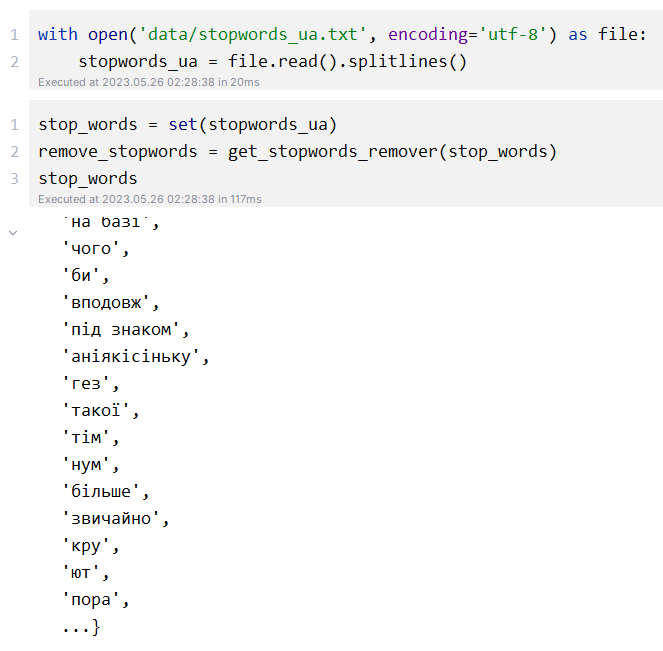 1 with open('data/stopwords_ua.txt', encoding='utf-8') as file:
2     stopwords_ua = file.read().splitlines()
Executed at 2023.05.26 02:28:38 in 20ms
1 stop_words = set(stopwords_ua)
2 remove_stopwords = get_stopwords_remover(stop_words)
3 stop_words
Executed at 2023.05.26 02:28:38 in 117ms
'на базі',
'чого',
'би',
'вподовж',
'під знаком',
'аніякісіньку',
'гез',
'такої',
'тім',
'нум',
'більше',
'звичайно',
'кру',
'ют',
'пора',
...}